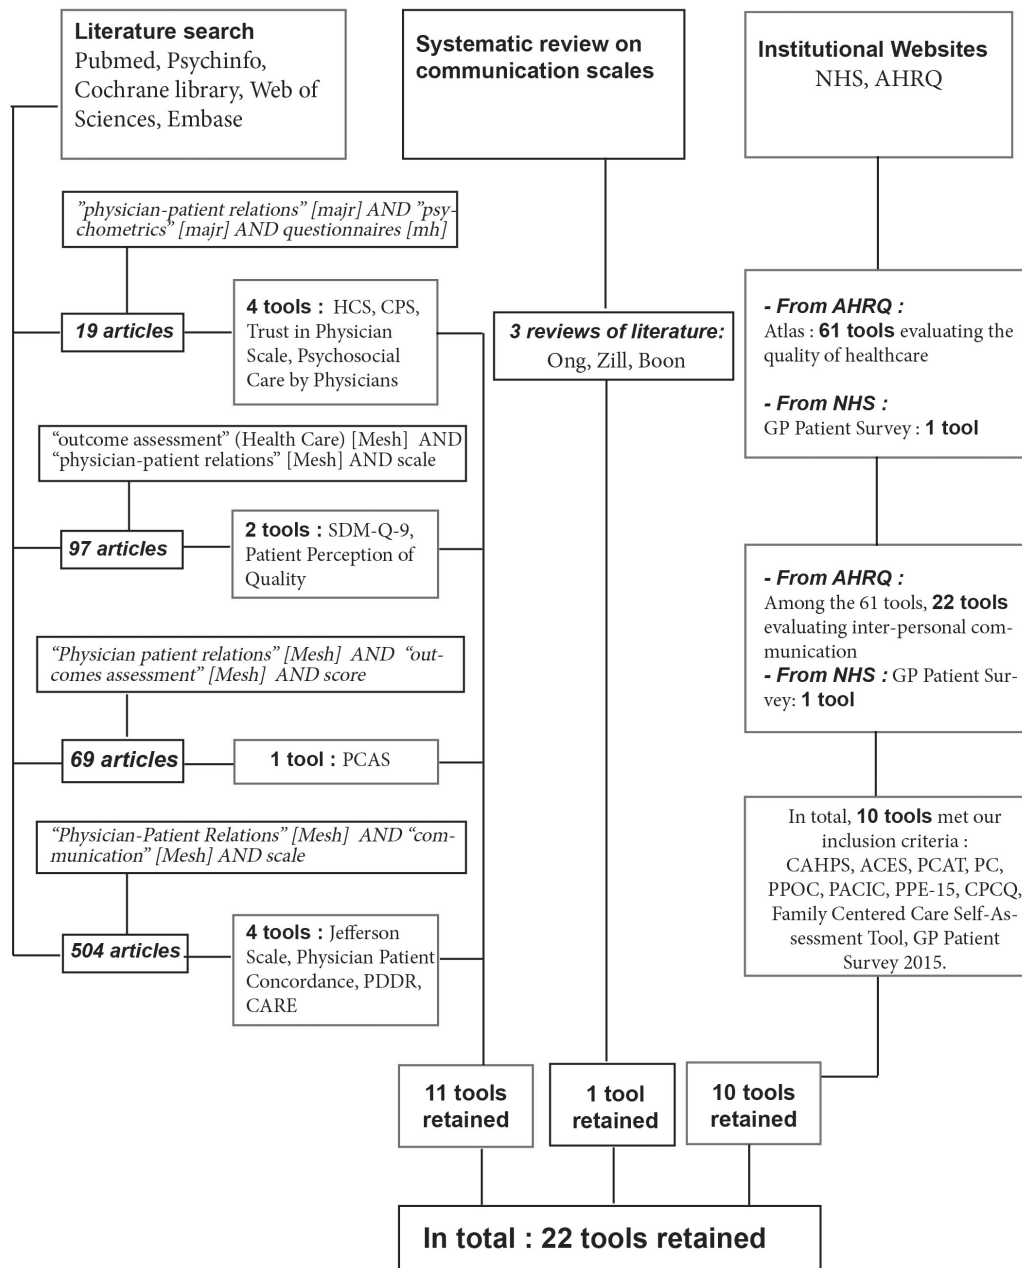 Literature search
Pubmed, Psychinfo,
Cochrane library, Web of
Sciences, Embase
Systematic review on
communication scales
Institutional Websites
NHS, AHRQ
"physician-patient relations" [majr] AND "psy-
chometrics" [majr] AND questionnaires [mh]
19 articles
4 tools : HCS, CPS,
Trust in Physician
Scale, Psychosocial
Care by Physicians
"outcome assessment" (Health Care) [Mesh] AND
"physician-patient relations" [Mesh] AND scale
97 articles
2 tools : SDM-Q-9,
Patient Perception of
Quality
"Physician patient relations" [Mesh] AND "out-
comes assessment" [Mesh] AND score
69 articles
1 tool : PCAS
"Physician-Patient Relations" [Mesh] AND "com-
munication" [Mesh] AND scale
504 articles
4 tools : Jefferson
Scale, Physician Patient
Concordance, PDDR,
CARE
3 reviews of literature:
Ong, Zill, Boon
- From AHRQ :
Atlas : 61 tools evaluating the
quality of healthcare
- From NHS :
GP Patient Survey : 1 tool
- From AHRQ :
Among the 61 tools, 22 tools
evaluating inter-personal com-
munication
- From NHS : GP Patient Sur-
vey: 1 tool
In total, 10 tools met our
inclusion criteria :
CAHPS, ACES, PCAT, PC,
PPOC, PACIC, PPE-15, CPCQ,
Family Centered Care Self-As-
sessment Tool, GP Patient
Survey 2015.
11 tools
retained
1 tool
retained
10 tools
retained
In total : 22 tools retained